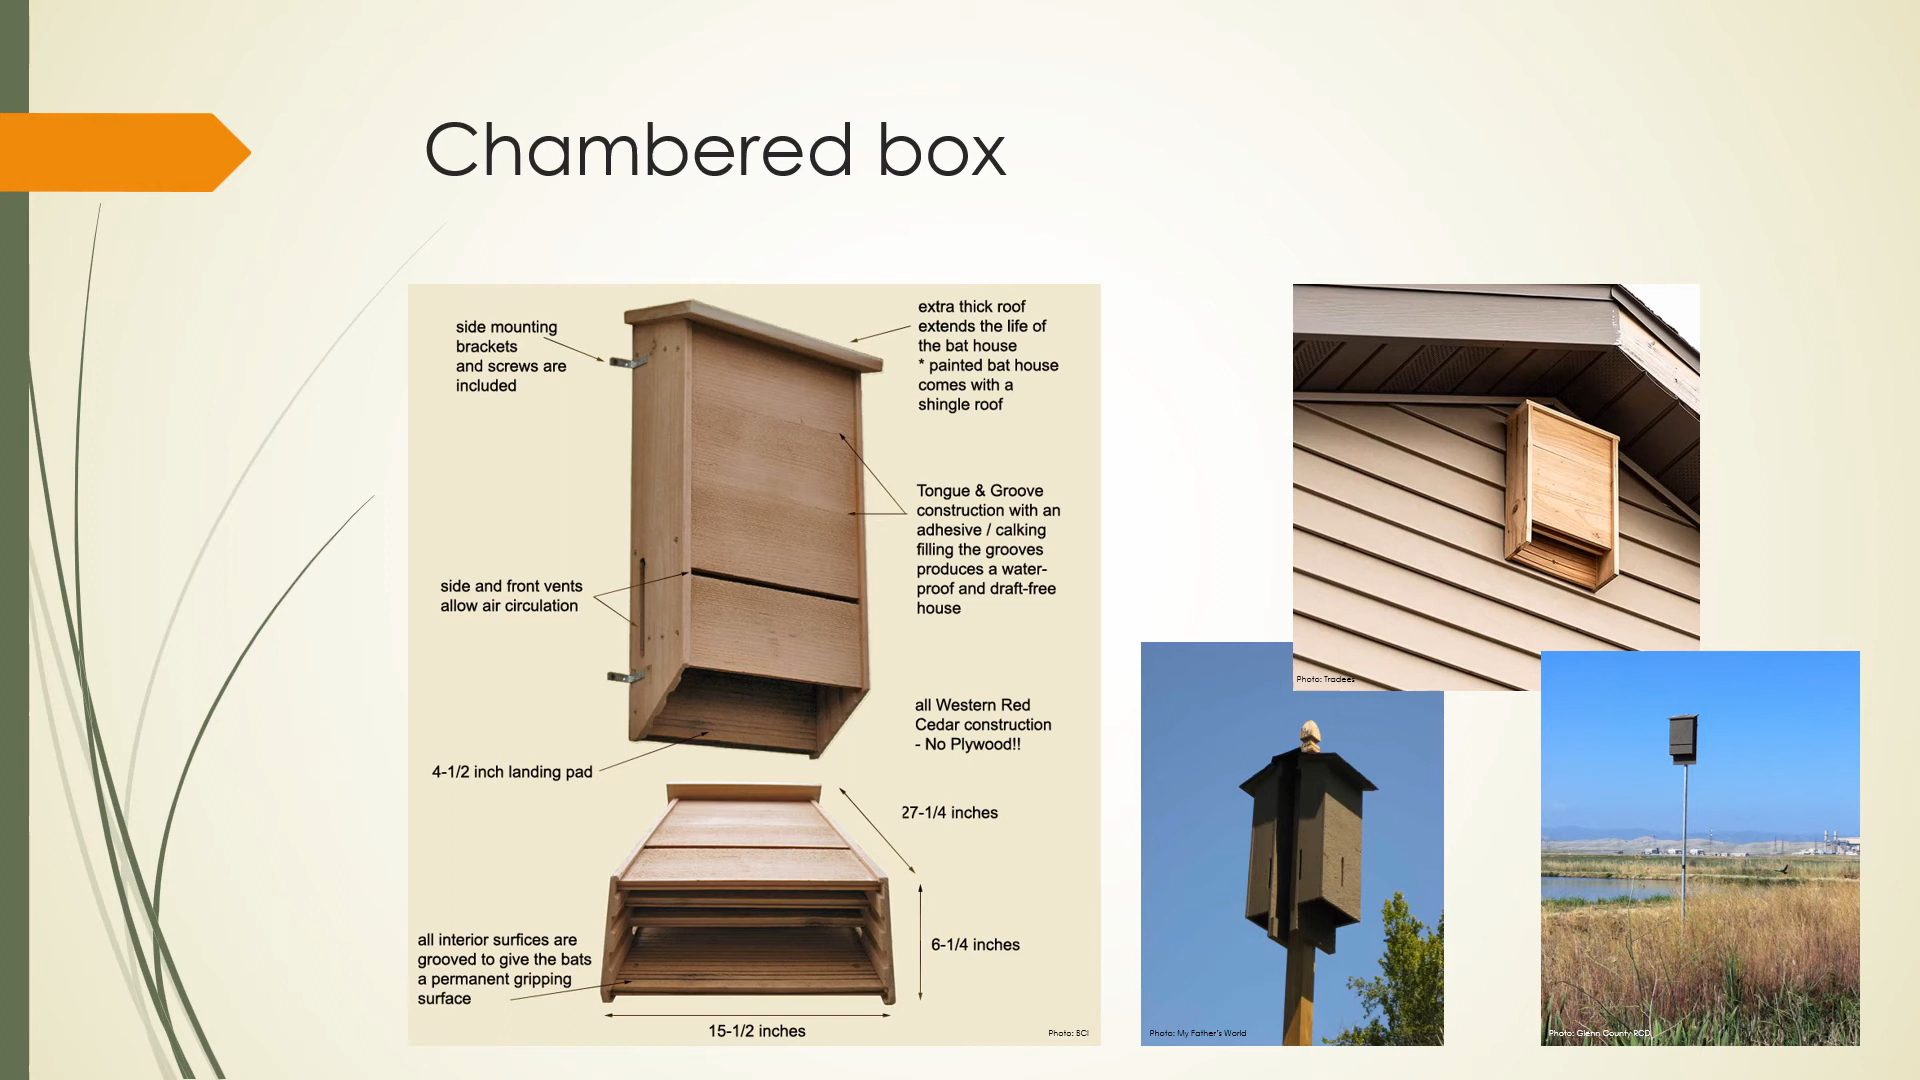 Chambered box
side mounting
brackets
and screws are
included
extra thick roof
extends the life of
the bat house
* painted bat house
comes with a
shingle roof
Tongue & Groove
construction with an
adhesive / calking
filling the grooves
produces a water-
proof and draft-free
house
side and front vents
allow air circulation
all Western Red
Cedar construction
- No Plywood!!
4-1/2 inch landing pad
27-1/4 inches
6-1/4 inches
all interior surfices are
grooved to give the bats
a permanent gripping
surface
15-1/2 inches
Photo: BCI
Photo: Tradees
Photo: My Father's World
Photo: Glenn County RCD